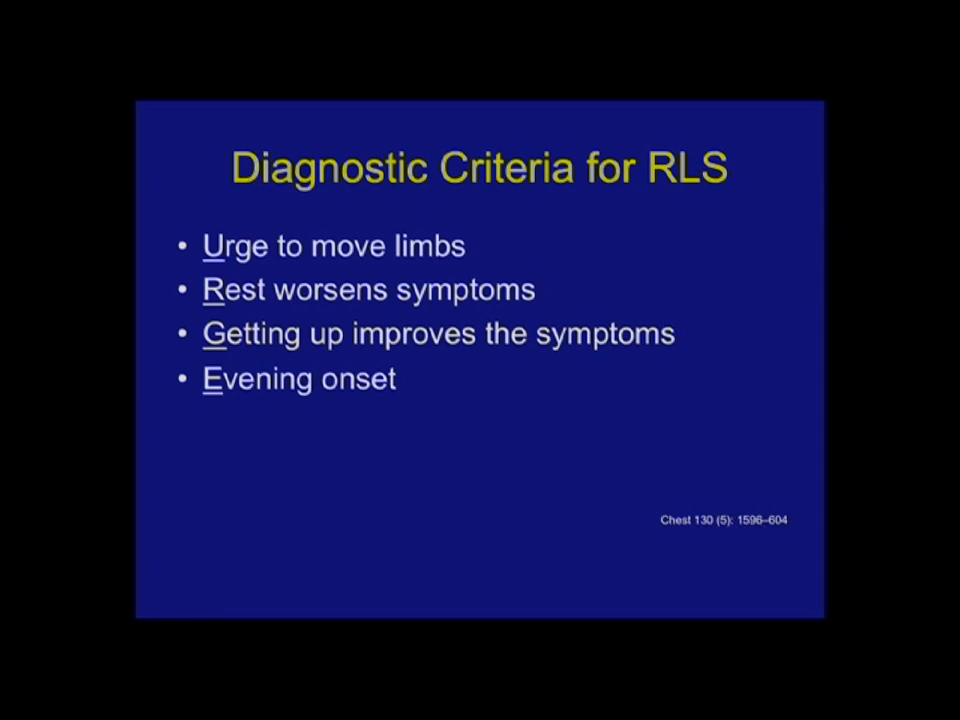 Diagnostic Criteria for RLS
• Urge to move limbs
• Rest worsens symptoms
• Getting up improves the symptoms
• Evening onset
Chest 130 (5): 1596–604